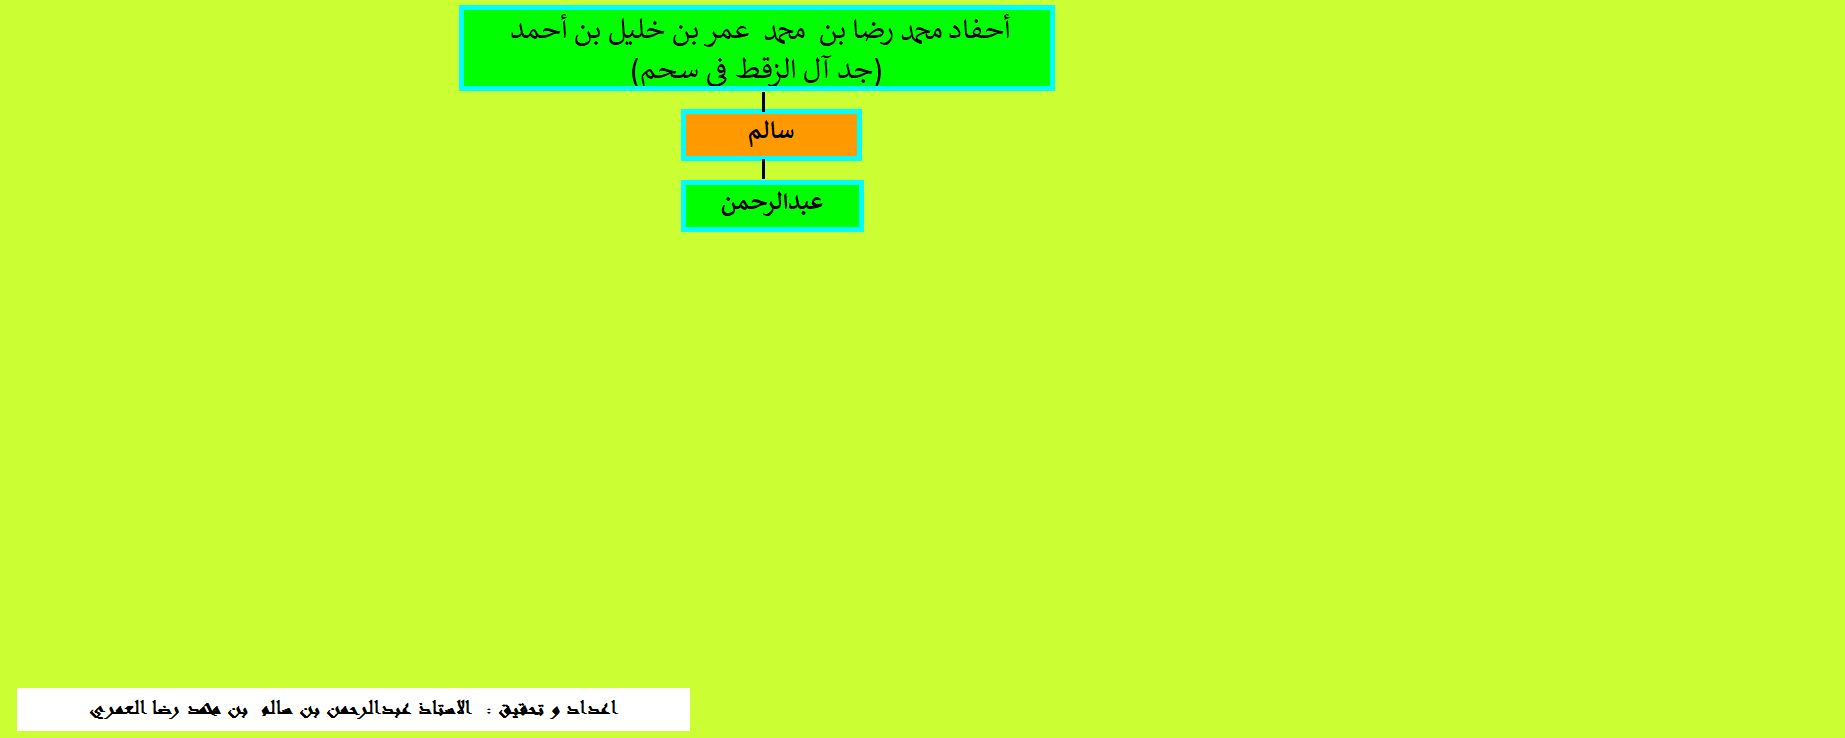 أحفاد محمد رضا بن محمد عمر بن خليل بن أحمد
(جد آل الزقط في سحم)
سالم
عبدالرحمن
اعداد و تحقيق : الاستاذ عبدالرحمن بن سالم بن محمد رضا العمري